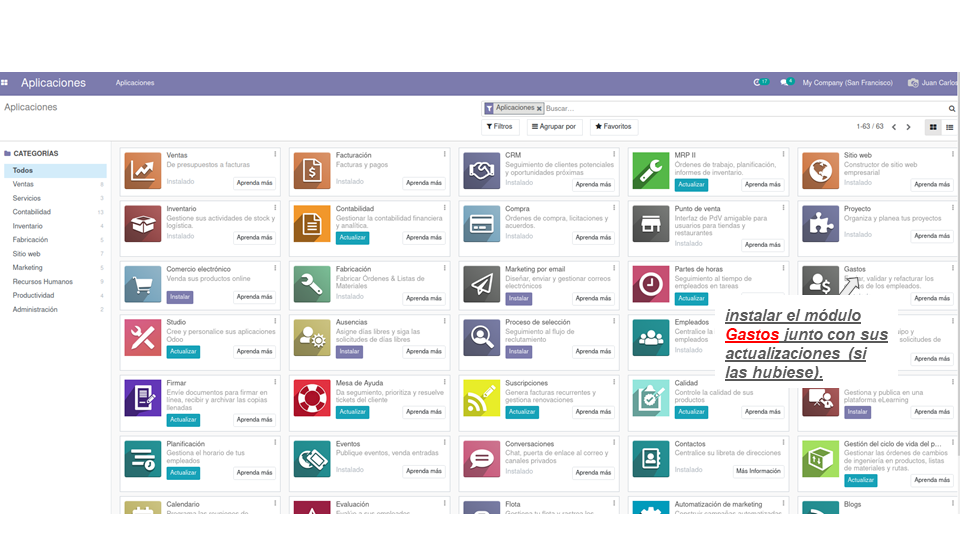 Aplicaciones
Aplicaciones
17
4
My Company (San Francisco)
Juan Carlos
Aplicaciones
Aplicaciones
Buscar...
Filtros
Agrupar por
Favoritos
1-63 / 63
CATEGORÍAS
Todos
Ventas 8
Servicios 3
Contabilidad 13
Inventario 4
Fabricación 5
Sitio web 7
Marketing 5
Recursos Humanos 9
Productividad 4
Administración 2
Ventas
De presupuestos a facturas
Instalado
Aprenda más
Facturación
Facturas y pagos
Instalado
Aprenda más
CRM
Seguimiento de clientes potenciales
y oportunidades próximas
Instalado
Aprenda más
MRP II
Órdenes de trabajo, planificación,
informes de inventario.
Actualizar
Aprenda más
Sitio web
Constructor de sitio web
empresarial
Instalado
Aprenda más
Inventario
Gestione sus actividades de stock y
logística.
Instalado
Aprenda más
Contabilidad
Gestionar la contabilidad financiera
y analítica.
Actualizar
Aprenda más
Compra
Órdenes de compra, licitaciones y
acuerdos.
Instalado
Aprenda más
Punto de venta
Interfaz de PdV amigable para
usuarios para tiendas y
restaurantes
Instalado
Aprenda más
Proyecto
Organiza y planea tus proyectos
Instalado
Aprenda más
Comercio electrónico
Venda sus productos online
Instalar
Aprenda más
Fabricación
Fabricar Órdenes & Listas de
Materiales
Instalado
Aprenda más
Marketing por email
Diseñar, enviar y gestionar correos
electrónicos
Instalar
Aprenda más
Partes de horas
Seguimiento al tiempo de
empleados en tareas
Actualizar
Aprenda más
Gastos
validar y refacturar los
de los empleados.
Aprenda más
instalar el módulo
Gastos junto con sus
actualizaciones (si
las hubiese).
Studio
Cree y personalice sus aplicaciones
Odoo
Actualizar
Aprenda más
Ausencias
Asigne días libres y siga las
solicitudes de días libres
Instalar
Aprenda más
Proceso de selección
Seguimiento al flujo de
reclutamiento
Instalar
Aprenda más
Empleados
Centralice la
empleados
Instalado
Aprenda más
Firmar
Envíe documentos para firmar en
línea, recibir y archivar las copias
llenadas
Actualizar
Aprenda más
Mesa de Ayuda
Da seguimiento, prioritiza y resuelve
tickets del cliente
Actualizar
Aprenda más
Suscripciones
Genera facturas recurrentes y
gestiona renovaciones
Actualizar
Aprenda más
Calidad
Controle la calidad de sus
productos
Actualizar
Aprenda más
Gestiona y publica en una
plataforma eLearning
Instalar
Aprenda más
Planificación
Gestiona el horario de tus
empleados
Actualizar
Aprenda más
Eventos
Publique eventos, venda entradas
Instalado
Aprenda más
Conversaciones
Chat, puerta de enlace al correo y
canales privados
Instalado
Aprenda más
Contactos
Centralice su libreta de direcciones
Instalado
Más Información
Gestión del ciclo de vida del p...
Gestionar las órdenes de cambios
de ingeniería en productos, listas
de materiales y rutas.
Actualizar
Aprenda más
Calendario
Evaluación
Flota
Automatización de marketing
Blogs